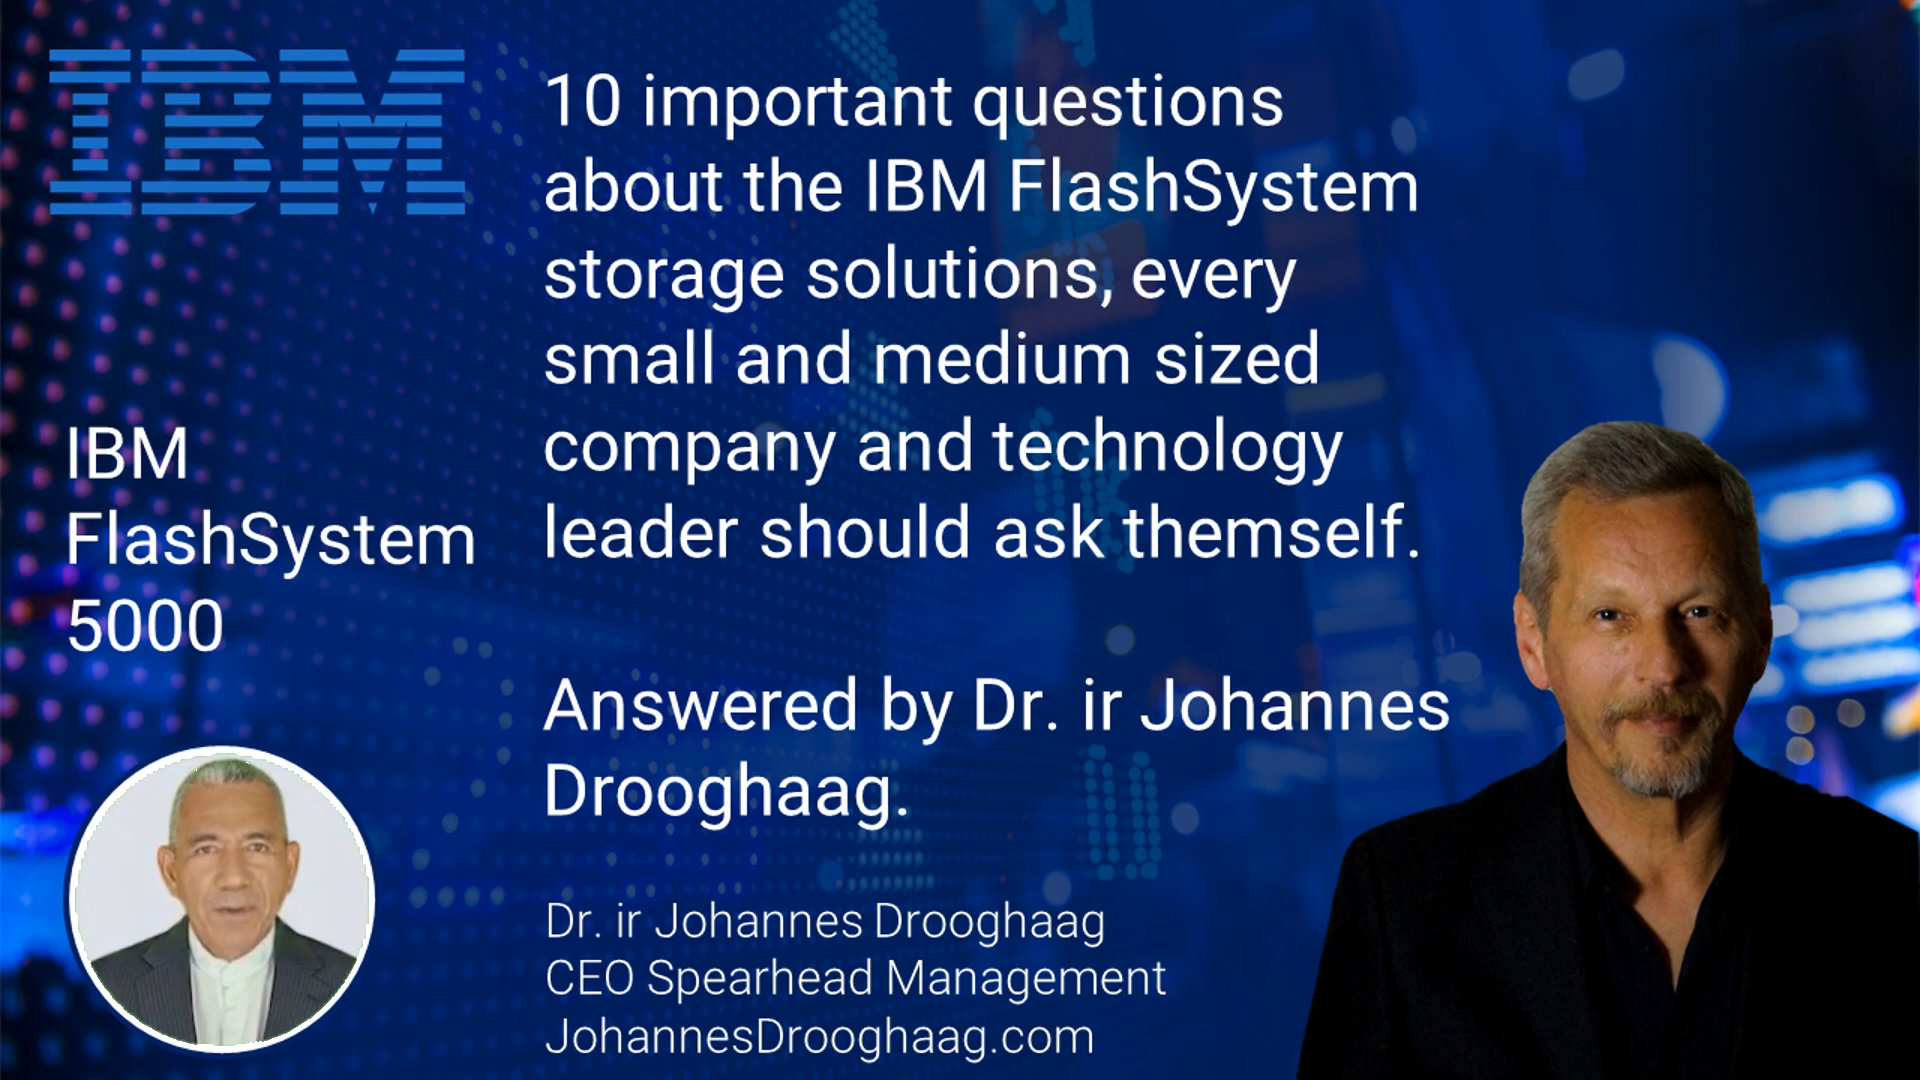 IBM
IBM
FlashSystem
5000
10 important questions
about the IBM FlashSystem
storage solutions, every
small and medium sized
company and technology
leader should ask themself.
Answered by Dr. ir Johannes
Drooghaag.
Dr. ir Johannes Drooghaag
CEO Spearhead Management
JohannesDrooghaag.com